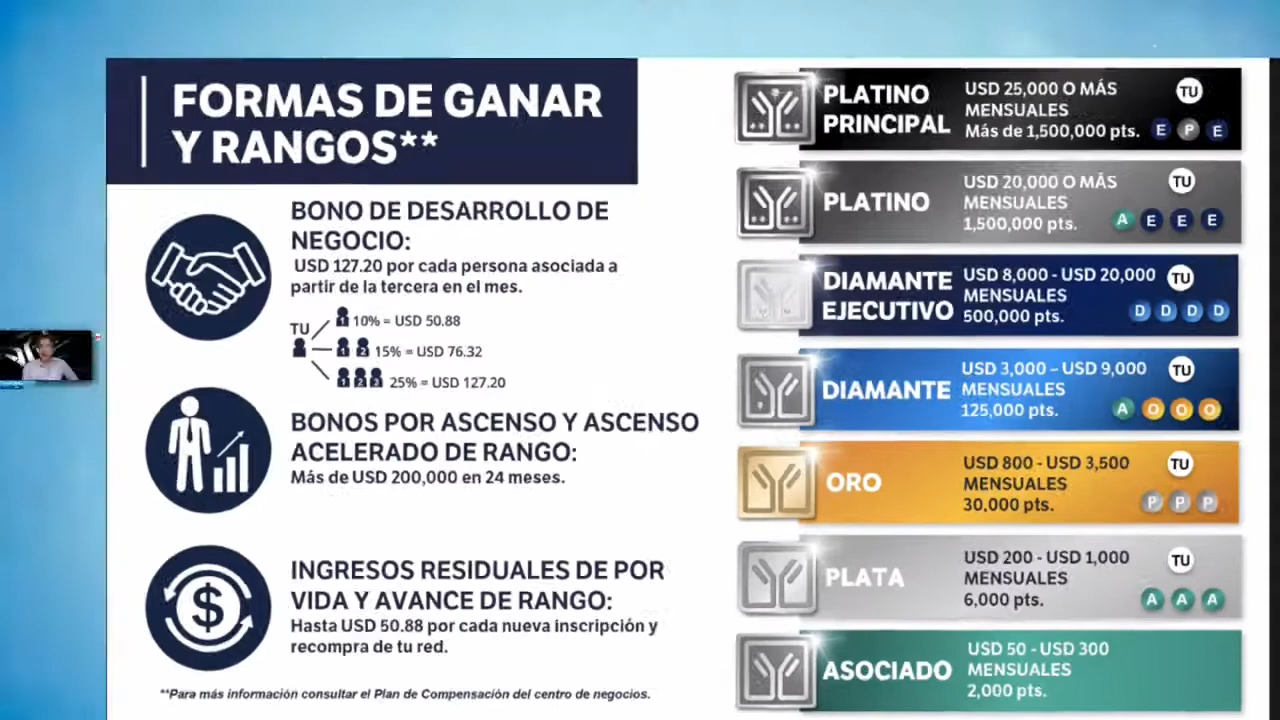 FORMAS DE GANAR
Y RANGOS**
BONO DE DESARROLLO DE
NEGOCIO:
USD 127.20 por cada persona asociada a
partir de la tercera en el mes.
TU
1 10% = USD 50.88
1 2 15% = USD 76.32
1 2 3 25% = USD 127.20
BONOS POR ASCENSO Y ASCENSO
ACELERADO DE RANGO:
Más de USD 200,000 en 24 meses.
$
INGRESOS RESIDUALES DE POR
VIDA Y AVANCE DE RANGO:
Hasta USD 50.88 por cada nueva inscripción y
recompra de tu red.
**Para más información consultar el Plan de Compensación del centro de negocios.
PLATINO
PRINCIPAL
USD 25,000 O MÁS
MENSUALES
Más de 1,500,000 pts.
TU
E P E
PLATINO
USD 20,000 O MÁS
MENSUALES
1,500,000 pts.
TU
A E E E
DIAMANTE
EJECUTIVO
USD 8,000 - USD 20,000
MENSUALES
500,000 pts.
TU
D D D D
DIAMANTE
USD 3,000 – USD 9,000
MENSUALES
125,000 pts.
TU
A O O O
ORO
USD 800 - USD 3,500
MENSUALES
30,000 pts.
TU
P P P
PLATA
USD 200 - USD 1,000
MENSUALES
6,000 pts.
TU
A A A
ASOCIADO
USD 50 - USD 300
MENSUALES
2,000 pts.